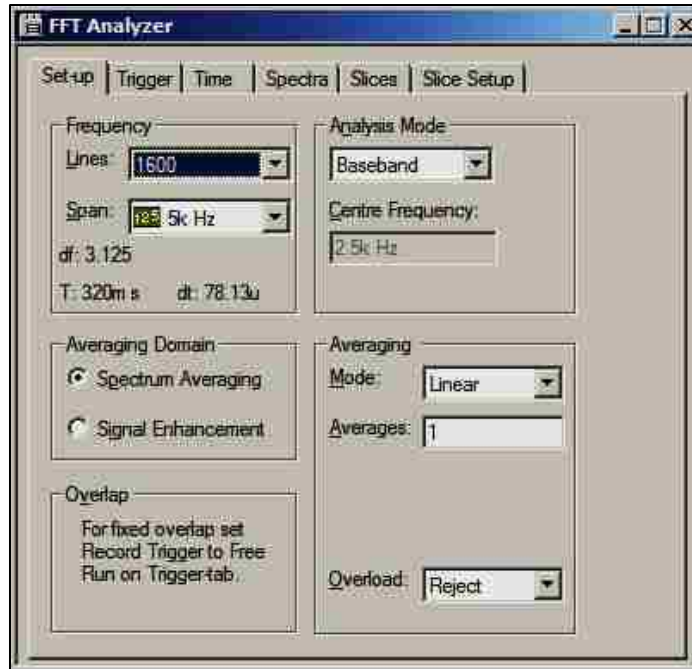 FFT Analyzer
Set-up Trigger Time Spectra Slices Slice Setup
Frequency
Lines: 1600
Span: 5k Hz
df: 3.125
T: 320m s dt: 78.13u
Analysis Mode
Baseband
Centre Frequency:
2.5k Hz
Averaging Domain
Spectrum Averaging
Signal Enhancement
Averaging
Mode: Linear
Averages: 1
Overload: Reject
Overlap
For fixed overlap set
Record Trigger to Free
Run on Trigger-tab.